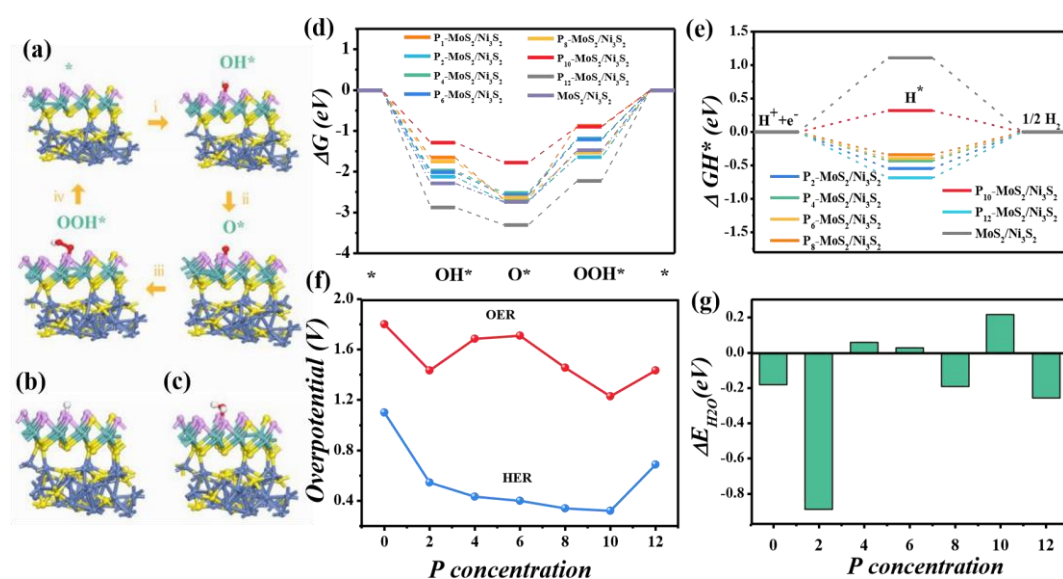 (a)
*
OH*
i
iv
ii
OOH*
O*
iii
(b)
(c)
(d)
ΔG (eV)
1
0
-1
-2
-3
-4
P₁-MoS₂/Ni₃S₂
P₂-MoS₂/Ni₃S₂
P₄-MoS₂/Ni₃S₂
P₆-MoS₂/Ni₃S₂
P₈-MoS₂/Ni₃S₂
P₁₀-MoS₂/Ni₃S₂
P₁₂-MoS₂/Ni₃S₂
MoS₂/Ni₃S₂
* OH* O* OOH* *
(e)
Δ GH* (eV)
1.5
1.0
0.5
0.0
-0.5
-1.0
-1.5
H⁺+e⁻
H*
1/2 H₂
P₂-MoS₂/Ni₃S₂
P₄-MoS₂/Ni₃S₂
P₆-MoS₂/Ni₃S₂
P₈-MoS₂/Ni₃S₂
P₁₀-MoS₂/Ni₃S₂
P₁₂-MoS₂/Ni₃S₂
MoS₂/Ni₃S₂
(f)
Overpotential (V)
2.0
1.6
1.2
0.8
0.4
OER
HER
0 2 4 6 8 10 12
P concentration
(g)
ΔE_H2O(eV)
0.2
0.0
-0.2
-0.4
-0.6
-0.8
0 2 4 6 8 10 12
P concentration